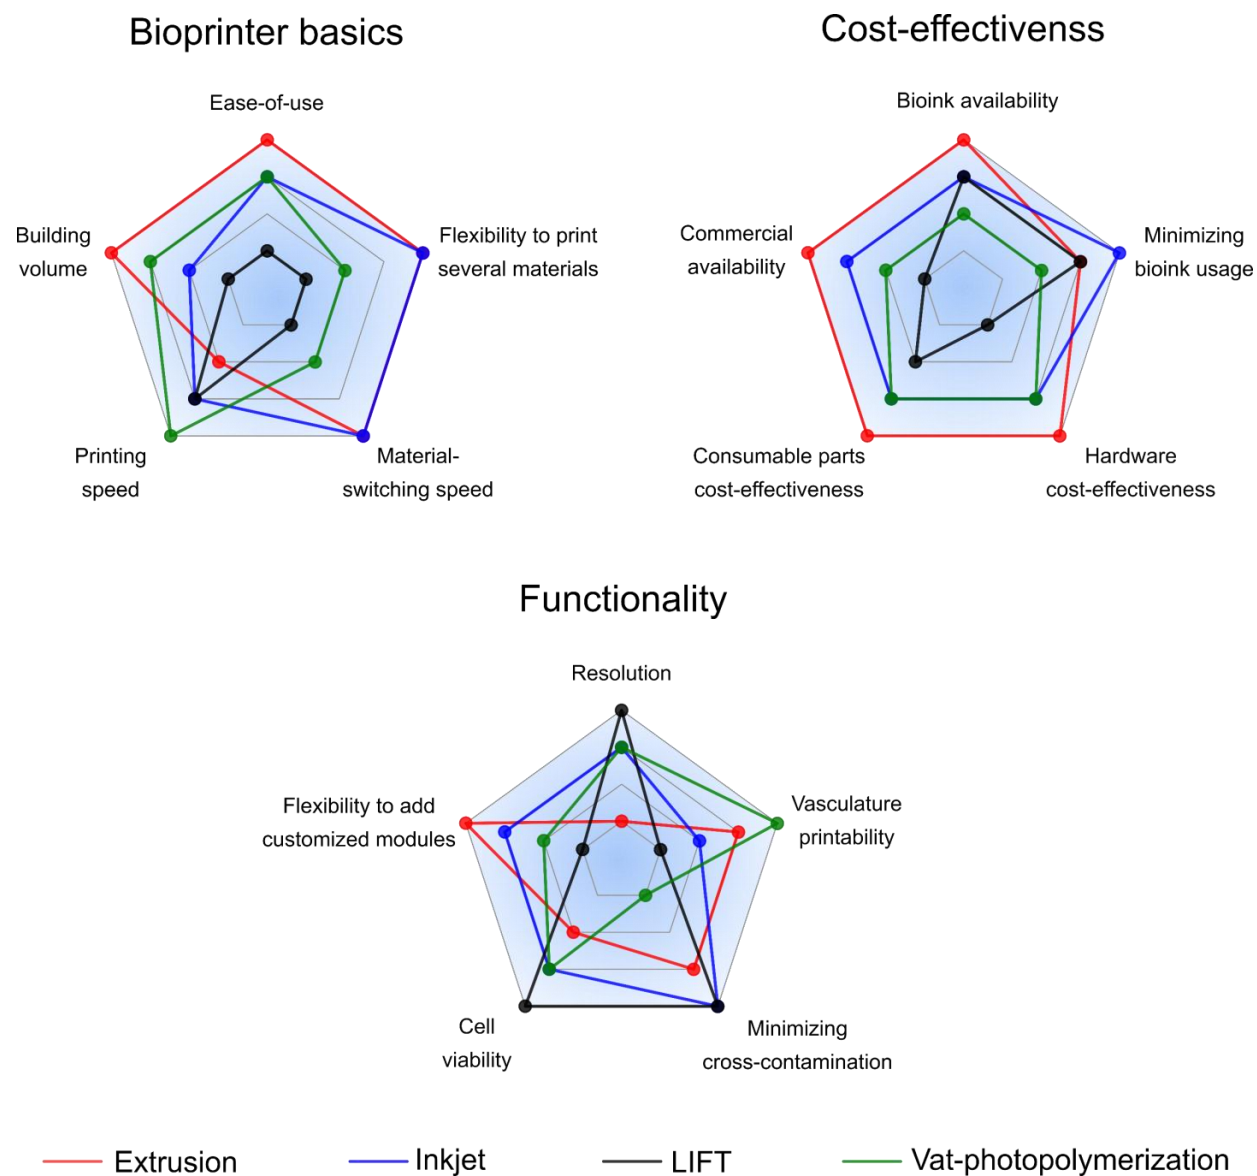 Bioprinter basics
Ease-of-use
Building
volume
Flexibility to print
several materials
Printing
speed
Material-
switching speed
Cost-effectivenss
Bioink availability
Commercial
availability
Minimizing
bioink usage
Consumable parts
cost-effectiveness
Hardware
cost-effectiveness
Functionality
Resolution
Flexibility to add
customized modules
Vasculature
printability
Cell
viability
Minimizing
cross-contamination
Extrusion
Inkjet
LIFT
Vat-photopolymerization